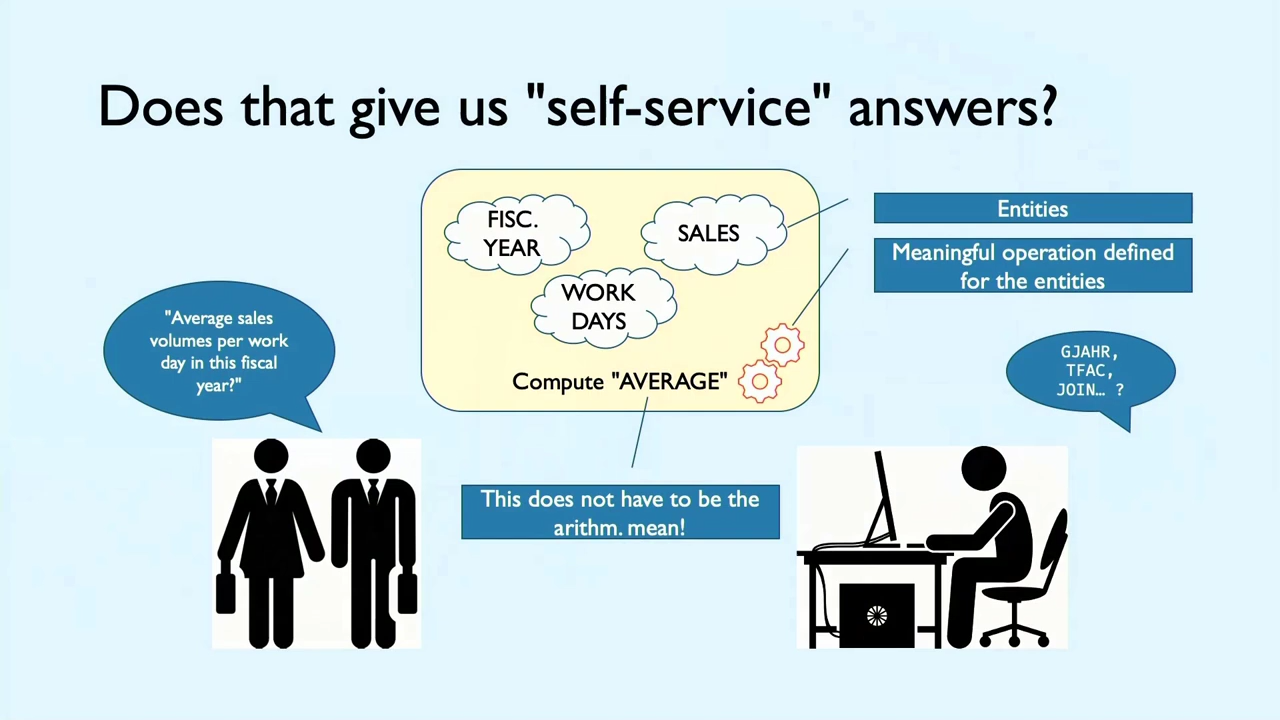 Does that give us "self-service" answers?
FISC.
YEAR
SALES
WORK
DAYS
Compute "AVERAGE"
Entities
Meaningful operation defined
for the entities
"Average sales
volumes per work
day in this fiscal
year?"
GJAHR,
TFAC,
JOIN… ?
This does not have to be the
arithm. mean!